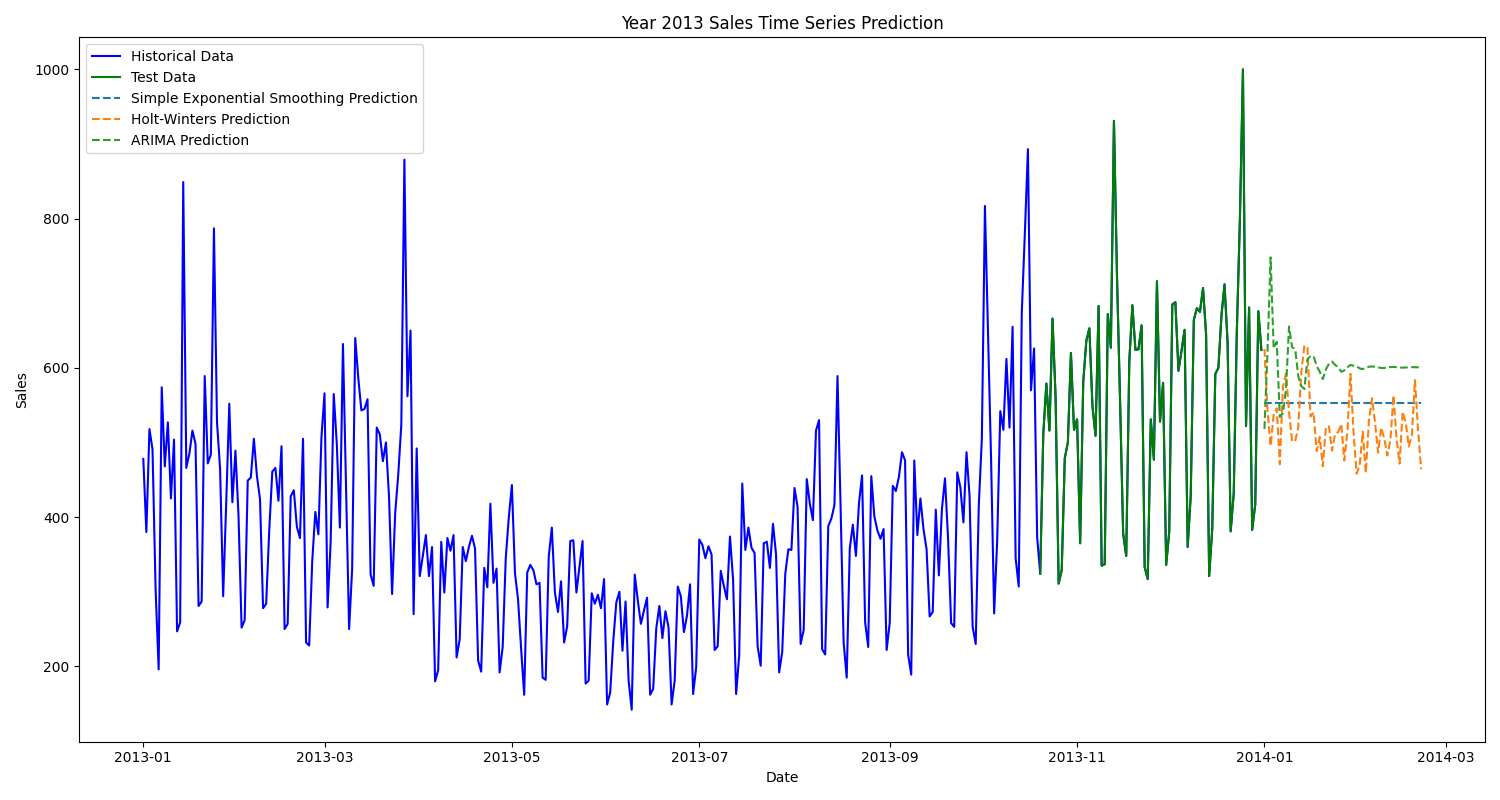 Year 2013 Sales Time Series Prediction
Historical Data
Test Data
Simple Exponential Smoothing Prediction
Holt-Winters Prediction
ARIMA Prediction
1000
800
600
400
200
Sales
2013-01
2013-03
2013-05
2013-07
2013-09
2013-11
2014-01
2014-03
Date